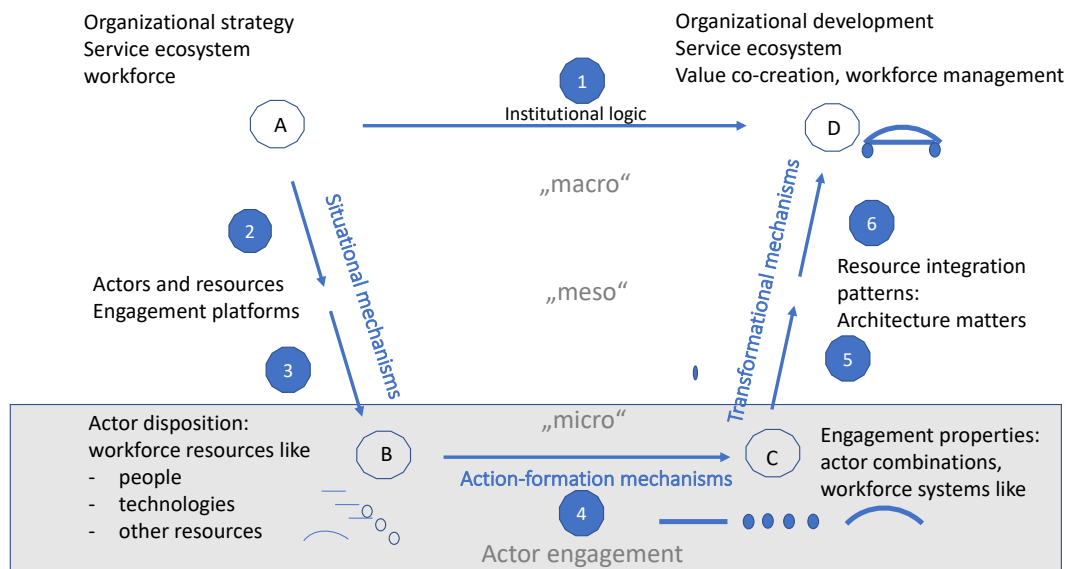 Organizational strategy
Service ecosystem
workforce
Organizational development
Service ecosystem
Value co-creation, workforce management
1
Institutional logic
A
D
„macro“
2
Situational mechanisms
Transformational mechanisms
6
Actors and resources
Engagement platforms
„meso“
Resource integration
patterns:
Architecture matters
3
5
Actor disposition:
workforce resources like
- people
- technologies
- other resources
B
„micro“
Action-formation mechanisms
C
Engagement properties:
actor combinations,
workforce systems like
4
Actor engagement